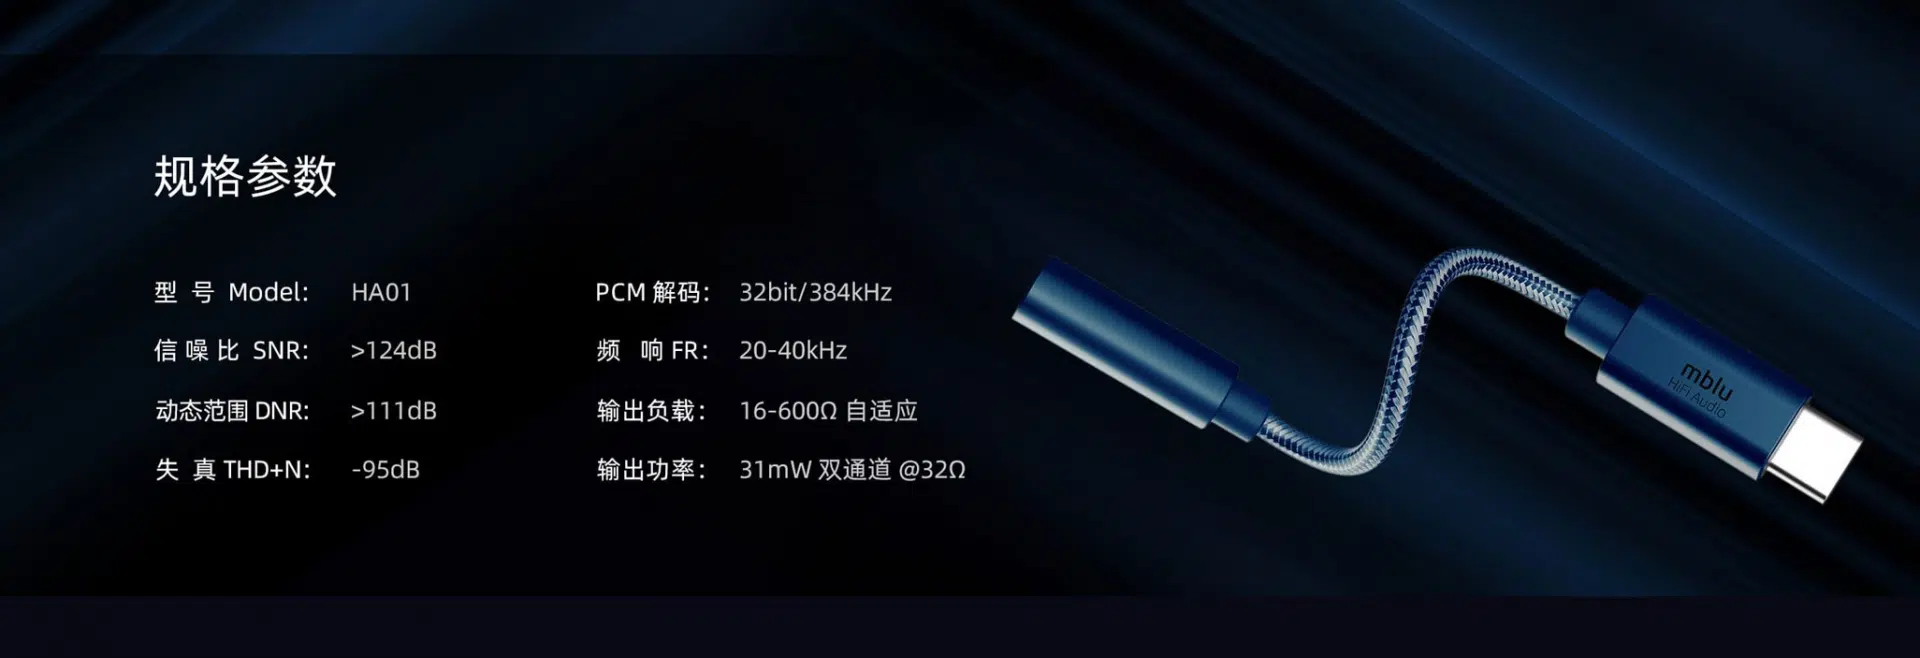 规格参数
型 号 Model: HA01
信 噪 比 SNR: >124dB
动态范围 DNR: >111dB
失 真 THD+N: -95dB
PCM 解码: 32bit/384kHz
频 响 FR: 20-40kHz
输出负载: 16-600Ω 自适应
输出功率: 31mW 双通道 @32Ω
mblu
HiFi Audio